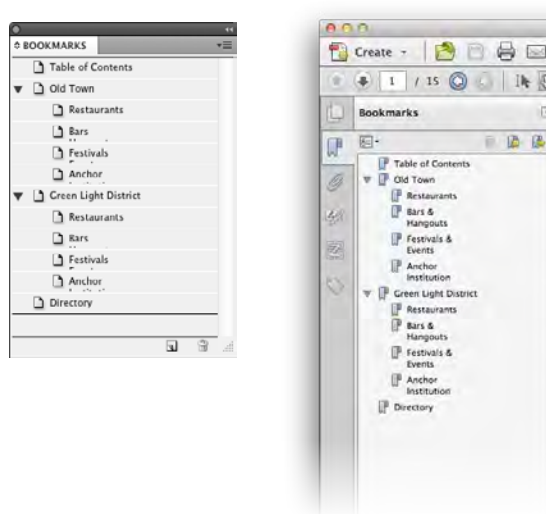 BOOKMARKS
Table of Contents
Old Town
Restaurants
Bars
Festivals
Anchor
Green Light District
Restaurants
Bars
Festivals
Anchor
Directory
Create
1 / 15
Bookmarks
Table of Contents
Old Town
Restaurants
Bars &
Hangouts
Festivals &
Events
Anchor
Institution
Green Light District
Restaurants
Bars &
Hangouts
Festivals &
Events
Anchor
Institution
Directory